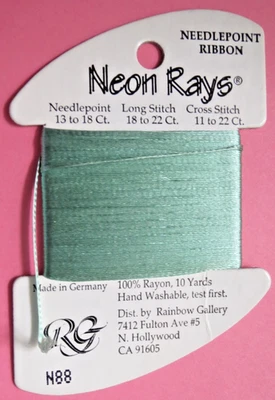 NEEDLEPOINT
RIBBON
Neon Rays®
Needlepoint Long Stitch Cross Stitch
13 to 18 Ct. 18 to 22 Ct. 11 to 22 Ct.
Made in Germany
100% Rayon, 10 Yards
Hand Washable, test first.
RG
Dist. by Rainbow Gallery
7412 Fulton Ave #5
N. Hollywood
CA 91605
N88